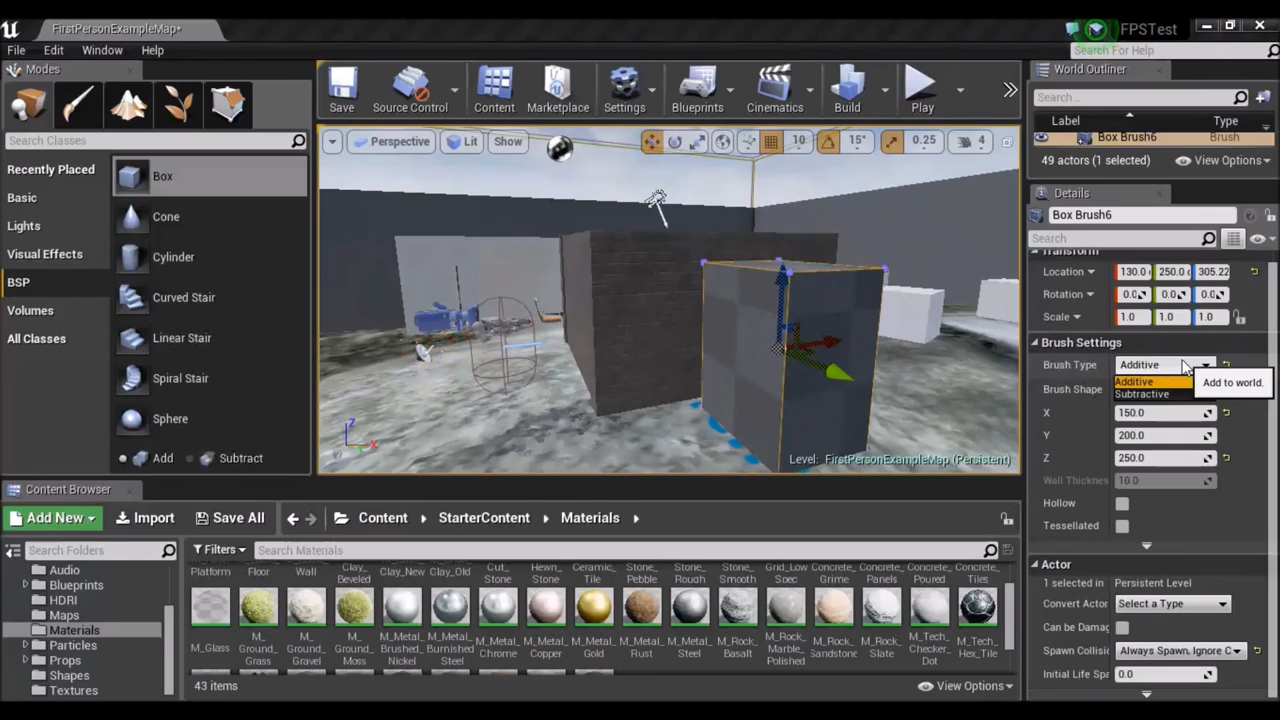 FirstPersonExampleMap*
FPSTest
File Edit Window Help
Search For Help
Modes
Search Classes
Recently Placed
Basic
Lights
Visual Effects
BSP
Volumes
All Classes
Box
Cone
Cylinder
Curved Stair
Linear Stair
Spiral Stair
Sphere
Add Subtract
Save Source Control Content Marketplace Settings Blueprints Cinematics Build Play
Perspective Lit Show 10 15° 0.25 4
Level: FirstPersonExampleMap (Persistent)
World Outliner
Search...
Label Type
Box Brush6 Brush
49 actors (1 selected) View Options
Details
Box Brush6
Search
Transform
Location 130.0 250.0 305.22
Rotation 0.0 0.0 0.0
Scale 1.0 1.0 1.0
Brush Settings
Brush Type Additive
Additive
Subtractive
Add to world.
Brush Shape
X 150.0
Y 200.0
Z 250.0
Wall Thicknes 10.0
Hollow
Tessellated
Actor
1 selected in Persistent Level
Convert Actor Select a Type
Can be Damag
Spawn Collisi Always Spawn, Ignore C
Initial Life Spa 0.0
Content Browser
Add New Import Save All Content StarterContent Materials
Search Folders
Filters Search Materials
Audio
Blueprints
HDRI
Maps
Materials
Particles
Props
Shapes
Textures
Platform Floor Wall Clay_Beveled Clay_New Clay_Old Cut_Stone Hewn_Stone Ceramic_Tile Stone_Pebble Stone_Rough Stone_Smooth Grid_Low Spec Concrete_Grime Concrete_Panels Concrete_Poured Concrete_Tiles
M_Glass M_Ground_Grass M_Ground_Gravel M_Ground_Moss M_Metal_Brushed_Nickel M_Metal_Burnished_Steel M_Metal_Chrome M_Metal_Copper M_Metal_Gold M_Metal_Rust M_Metal_Steel M_Rock_Basalt M_Rock_Marble_Polished M_Rock_Sandstone M_Rock_Slate M_Tech_Checker_Dot M_Tech_Hex_Tile
43 items View Options